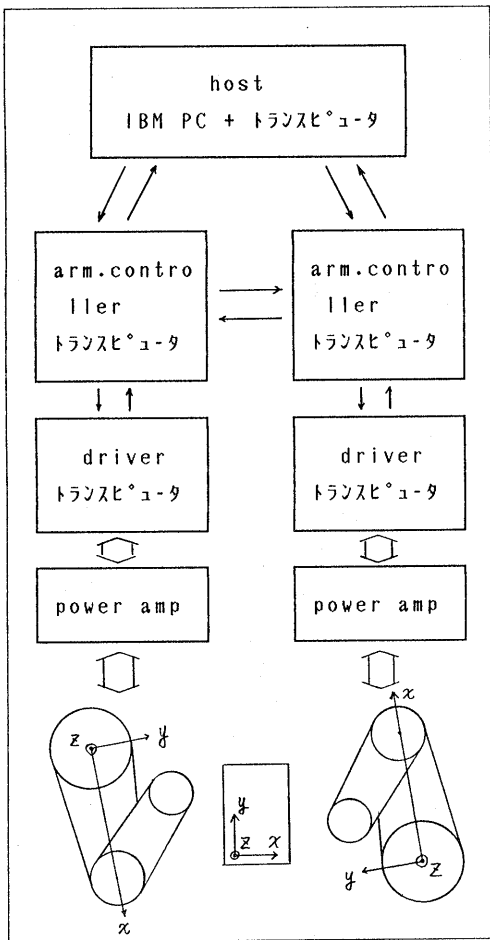 host
IBM PC + トランスピュータ
arm.contro
ller
トランスピュータ
arm.contro
ller
トランスピュータ
driver
トランスピュータ
driver
トランスピュータ
power amp
power amp
z
y
x
y
z
x
x
y
z